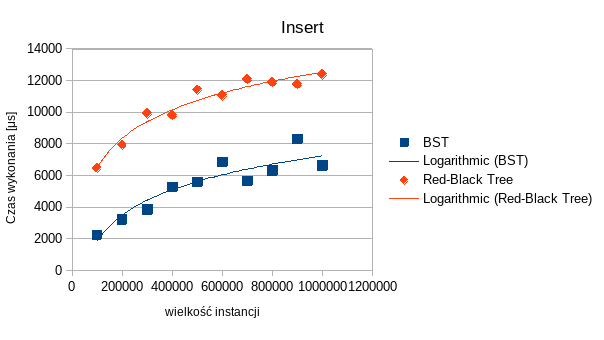 Insert
14000
12000
10000
8000
6000
4000
2000
0
Czas wykonania [µs]
0 200000 400000 600000 800000 1000000 1200000
wielkość instancji
BST
Logarithmic (BST)
Red-Black Tree
Logarithmic (Red-Black Tree)